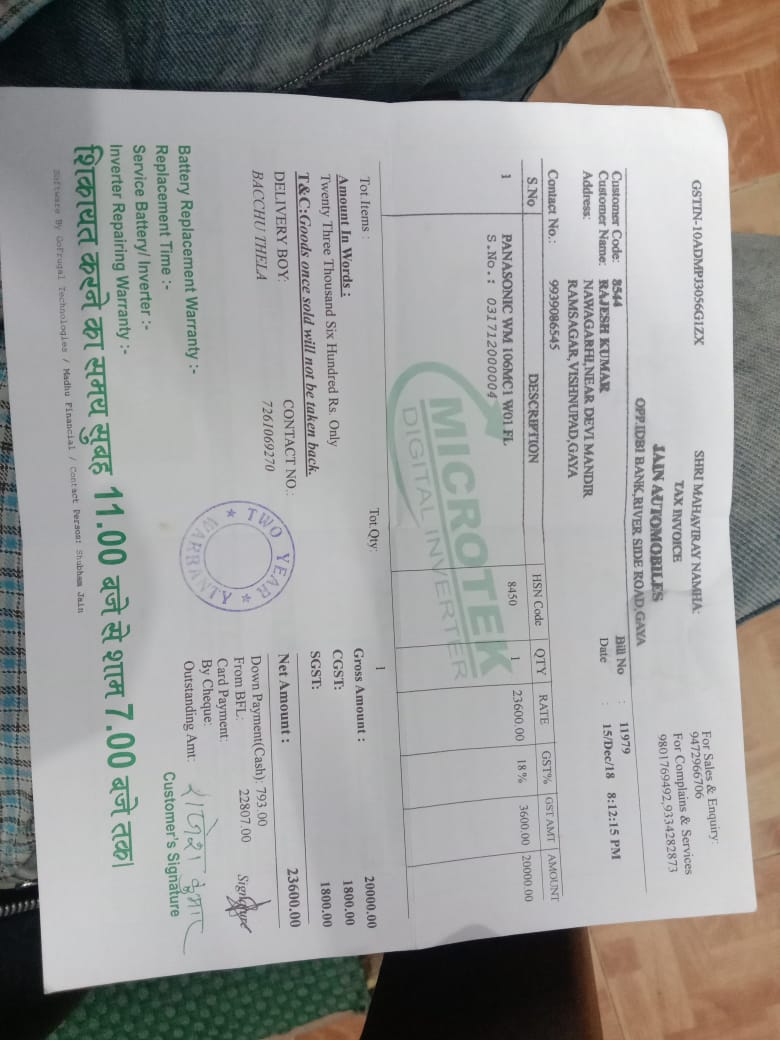 SHRI MAHAVIRAY NAMHA:
GSTIN-10ADMPJ3056G1ZX
TAX INVOICE
JAIN AUTOMOBILES
OPP.IDBI BANK,RIVER SIDE ROAD,GAYA
For Sales & Enquiry:
9472966706
For Complains & Services
9801769492,9334282873
Customer Code: 8544
Customer Name: RAJESH KUMAR
Address: NAWAGARHI,NEAR DEVI MANDIR
RAMSAGAR,VISHNUPAD,GAYA
Contact No.: 9939086545
Bill No : 11979
Date : 15/Dec/18 8:12:15 PM
S.No DESCRIPTION HSN Code QTY RATE GST% GST AMT AMOUNT
1 PANASONIC WM 106MC1 W01 FL 8450 1 23600.00 18% 3600.00 20000.00
S.No.: 031712000004
MICROTEK
DIGITAL INVERTER
Tot Items : Tot Qty: 1
Amount In Words :
Twenty Three Thousand Six Hundred Rs. Only
T&C:Goods once sold will not be taken back.
DELIVERY BOY: CONTACT NO.:
BACCHU THELA 7261069270
Gross Amount : 20000.00
CGST: 1800.00
SGST: 1800.00
Net Amount : 23600.00
Down Payment(Cash): 793.00
From BFL: 22807.00
Card Payment:
By Cheque:
Outstanding Amt:
Signature
★ TWO YEAR ★ WARRANTY
Battery Replacement Warranty :-
Replacement Time :-
Service Battery/ Inverter :-
Inverter Repairing Warranty :-
राजेश कुमार
Customer's Signature
शिकायत करने का समय सुबह 11.00 बजे से शाम 7.00 बजे तक।
Software By Gofrugal Technologies / Madhu Financial / Contact Person: Shubham Jain